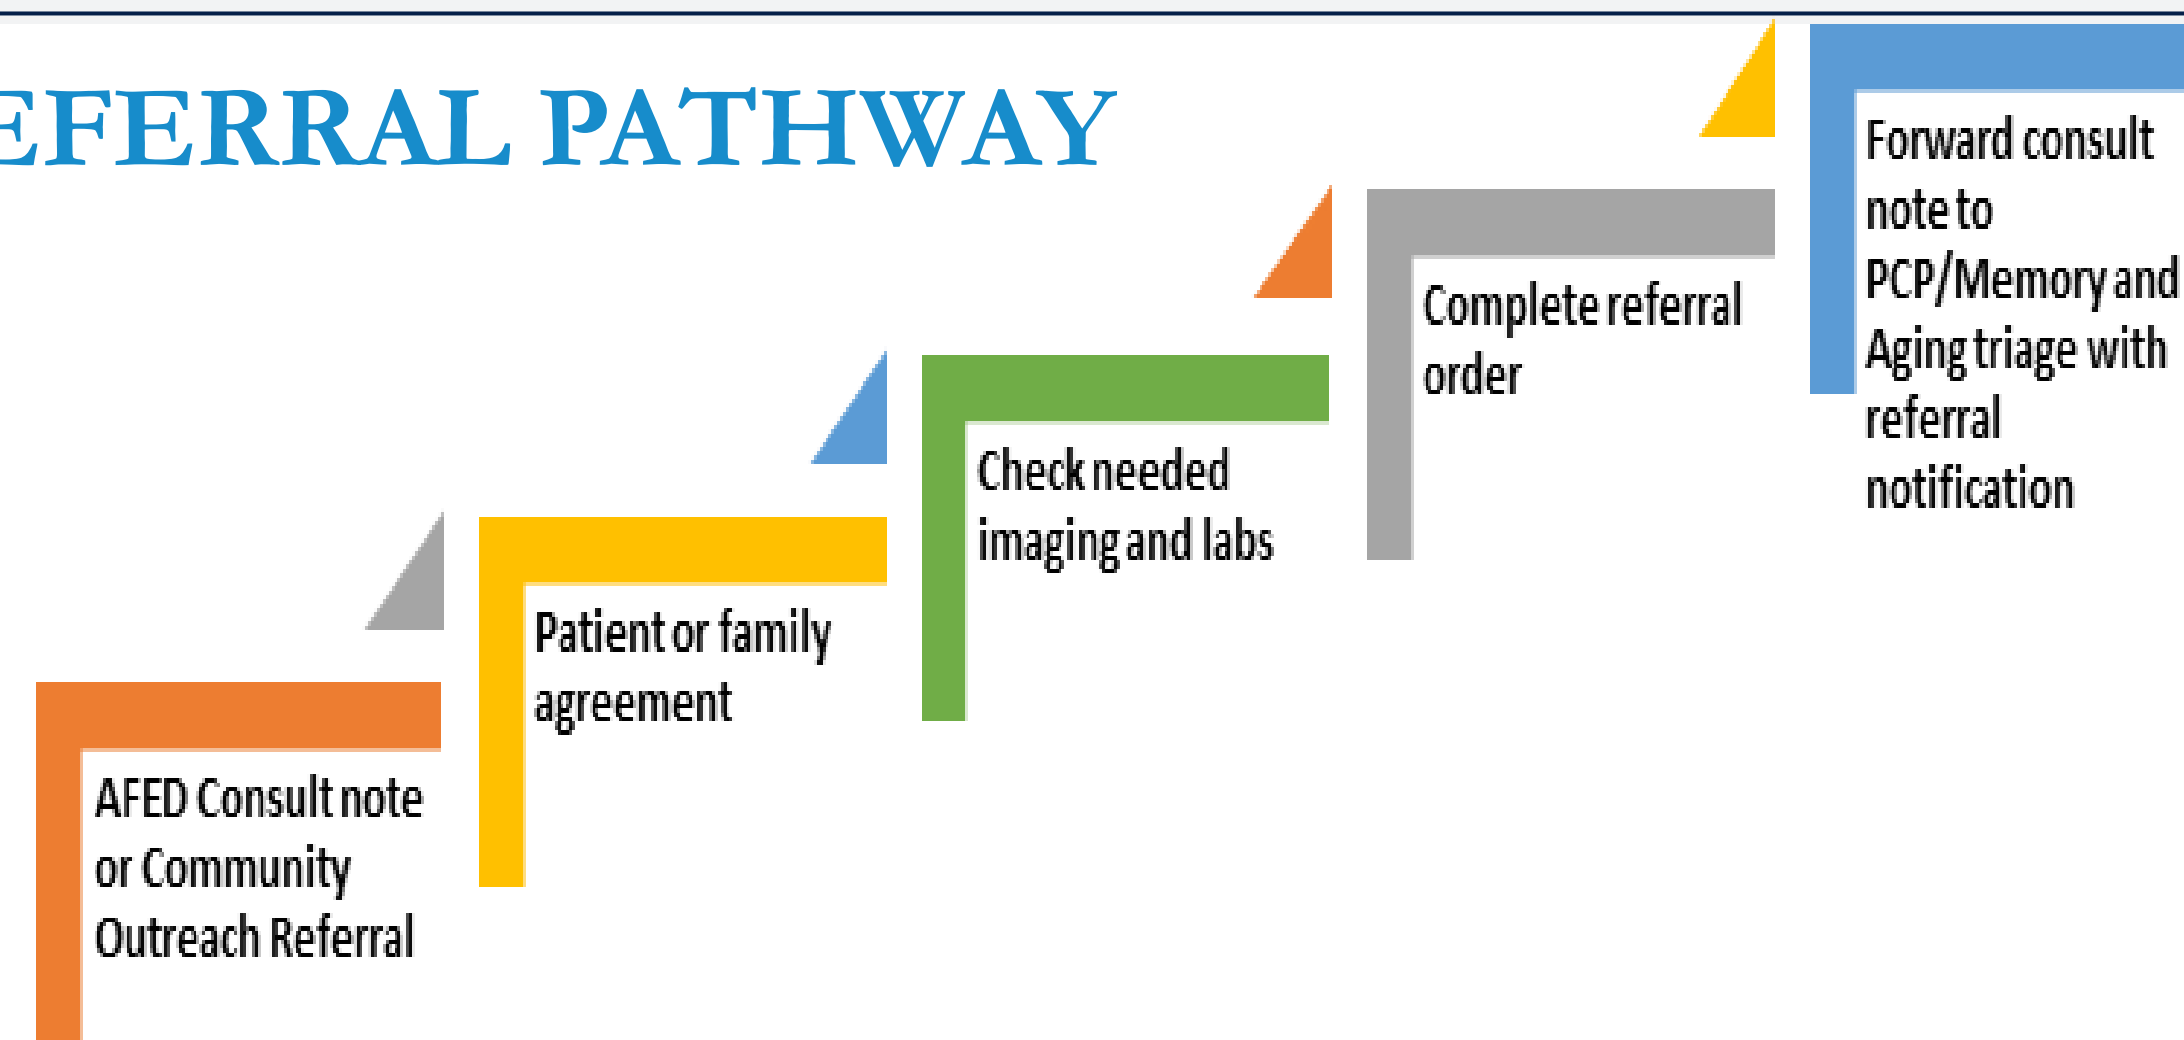 EFERRAL PATHWAY
AFED Consult note
or Community
Outreach Referral
Patient or family
agreement
Check needed
imaging and labs
Complete referral
order
Forward consult
note to
PCP/Memory and
Aging triage with
referral
notification